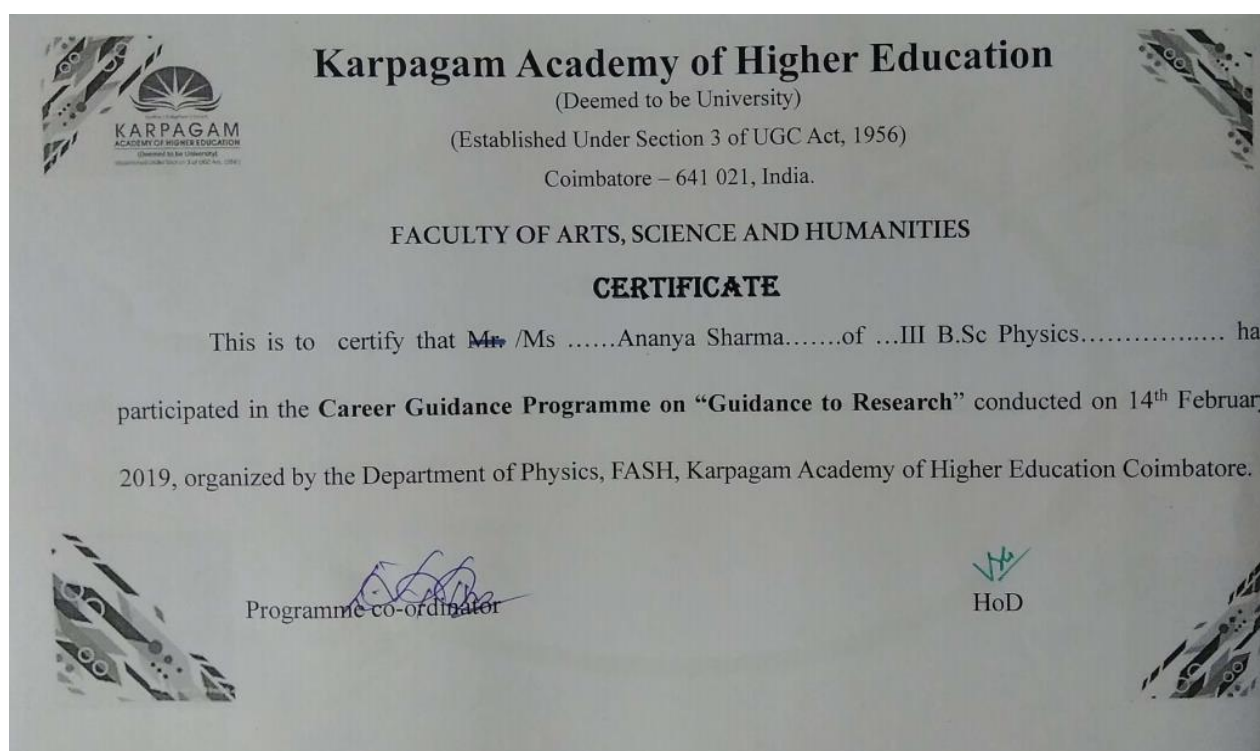 Karpagam Academy of Higher Education
(Deemed to be University)
(Established Under Section 3 of UGC Act, 1956)
Coimbatore – 641 021, India.
KARPAGAM
ACADEMY OF HIGHER EDUCATION
(Deemed to be University)
FACULTY OF ARTS, SCIENCE AND HUMANITIES
CERTIFICATE
This is to certify that Mr. /Ms ......Ananya Sharma.......of ...III B.Sc Physics................ ha
participated in the Career Guidance Programme on “Guidance to Research” conducted on 14th Februar
2019, organized by the Department of Physics, FASH, Karpagam Academy of Higher Education Coimbatore.
Programme co-ordinator
HoD